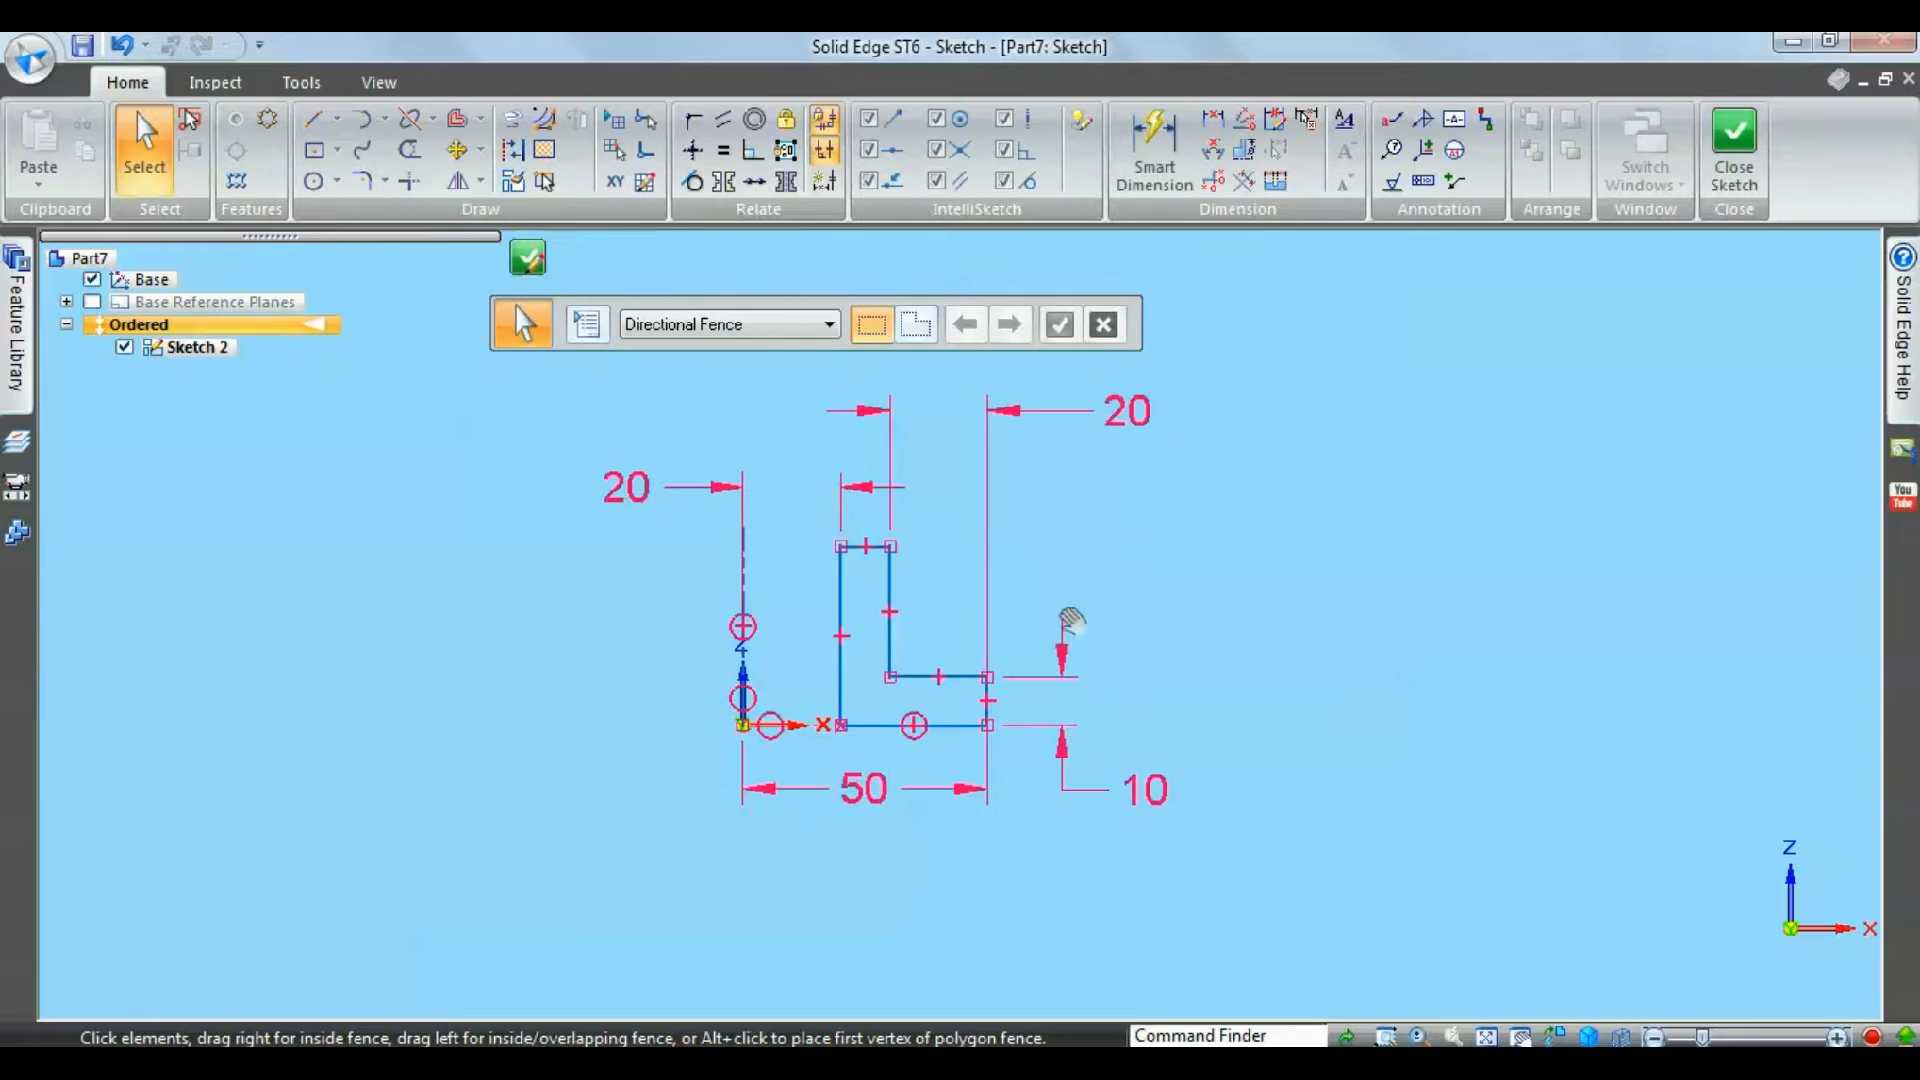 Solid Edge ST6 - Sketch - [Part7: Sketch]
Home Inspect Tools View
Paste
Select
Smart Dimension
Switch Windows
Close Sketch
Clipboard Select Features Draw Relate IntelliSketch Dimension Annotation Arrange Window Close
XY
Feature Library
Solid Edge Help
You Tube
Part7
Base
Base Reference Planes
Ordered
Sketch 2
Directional Fence
20
20
Z
X
50
10
Z
X
Click elements, drag right for inside fence, drag left for inside/overlapping fence, or Alt+click to place first vertex of polygon fence.
Command Finder